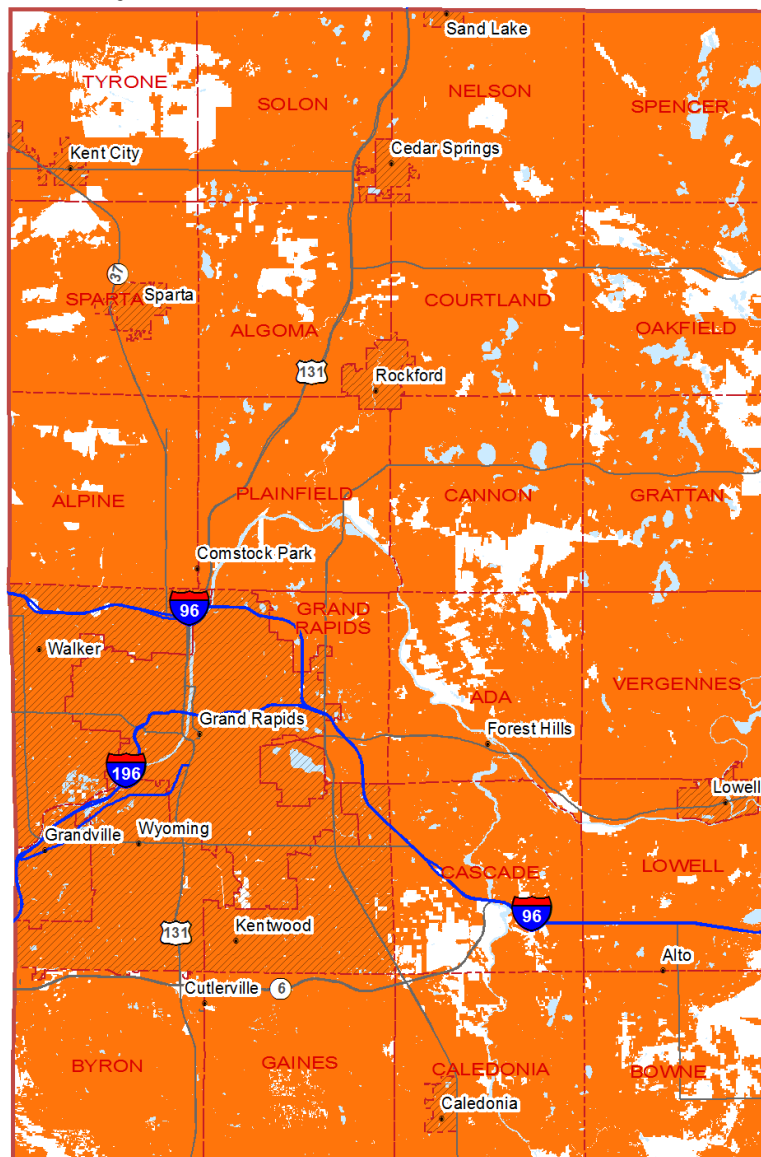 Sand Lake
TYRONE
NELSON
SOLON
SPENCER
Kent City
Cedar Springs
37
SPARTA
Sparta
COURTLAND
ALGOMA
OAKFIELD
131
Rockford
ALPINE
PLAINFIELD
CANNON
GRATTAN
Comstock Park
96
GRAND
RAPIDS
Walker
VERGENNES
ADA
Grand Rapids
Forest Hills
196
Lowell
Grandville
Wyoming
CASCADE
LOWELL
96
Kentwood
131
Alto
Cutlerville
6
BYRON
GAINES
CALEDONIA
BOWNE
Caledonia